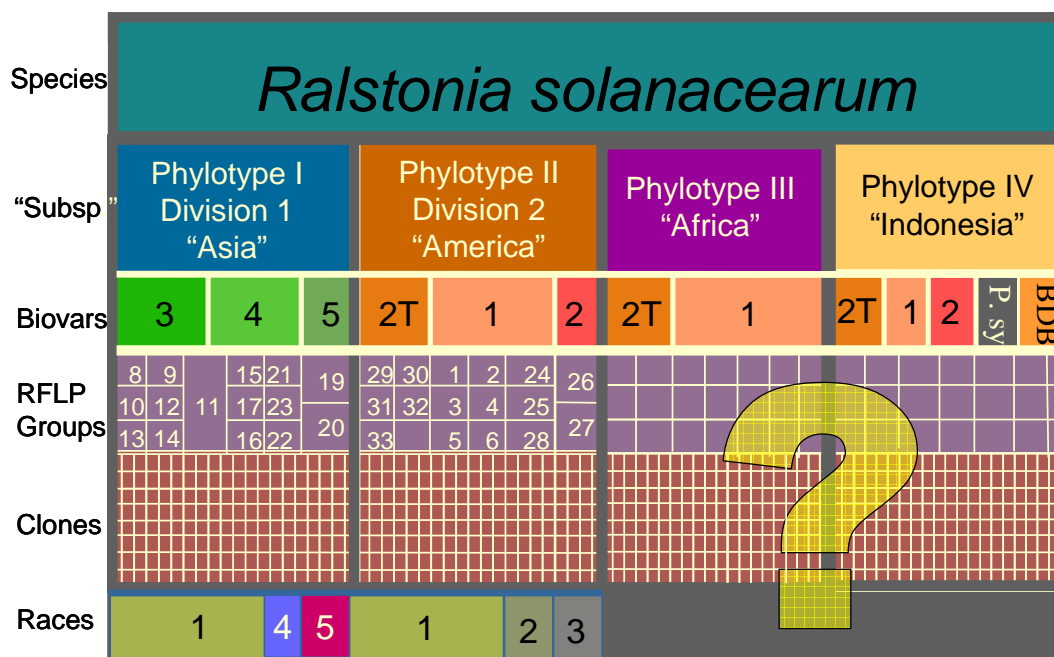 Species
Ralstonia solanacearum
“Subsp ”
Phylotype I
Division 1
“Asia”
Phylotype II
Division 2
“America”
Phylotype III
“Africa”
Phylotype IV
“Indonesia”
Biovars
3 4 5 2T 1 2 2T 1 2T 1 2 P. sy BDB
RFLP
Groups
8 9 15 21 19 29 30 1 2 24 26
10 12 11 17 23 31 32 3 4 25
13 14 16 22 20 33 5 6 28 27
Clones
?
Races
1 4 5 1 2 3